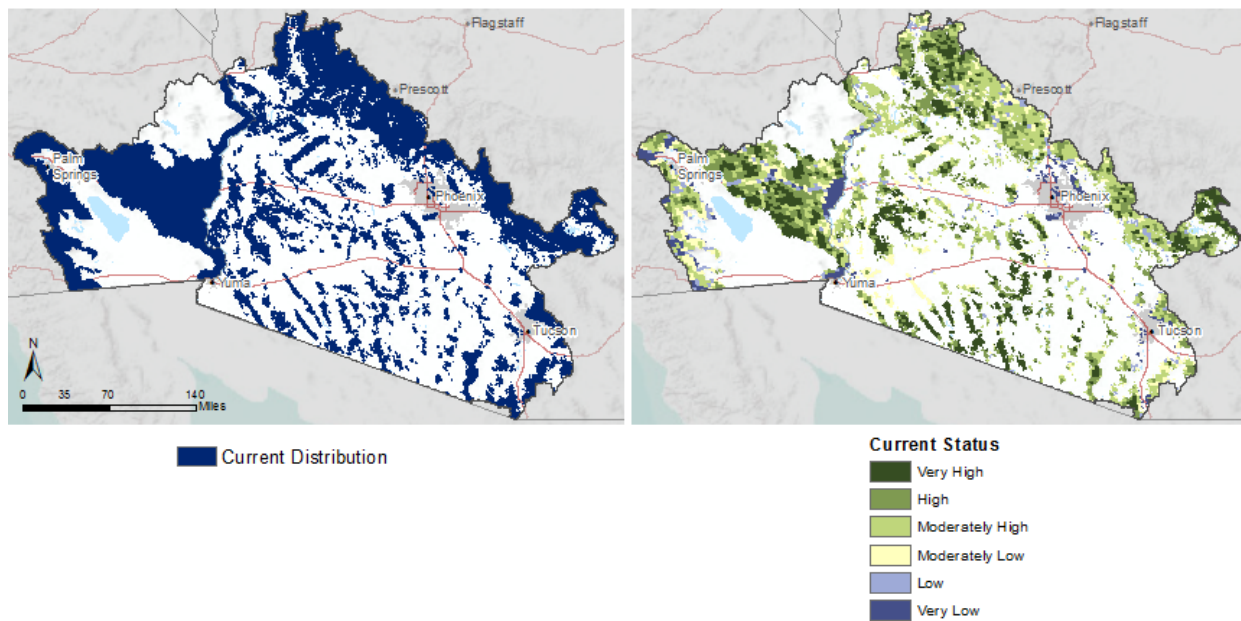 Flagstaff
Prescott
Palm
Springs
Phoenix
Yuma
Tucson
N
0 35 70 140
Miles
Current Distribution
Flagstaff
Prescott
Palm
Springs
Phoenix
Yuma
Tucson
Current Status
Very High
High
Moderately High
Moderately Low
Low
Very Low